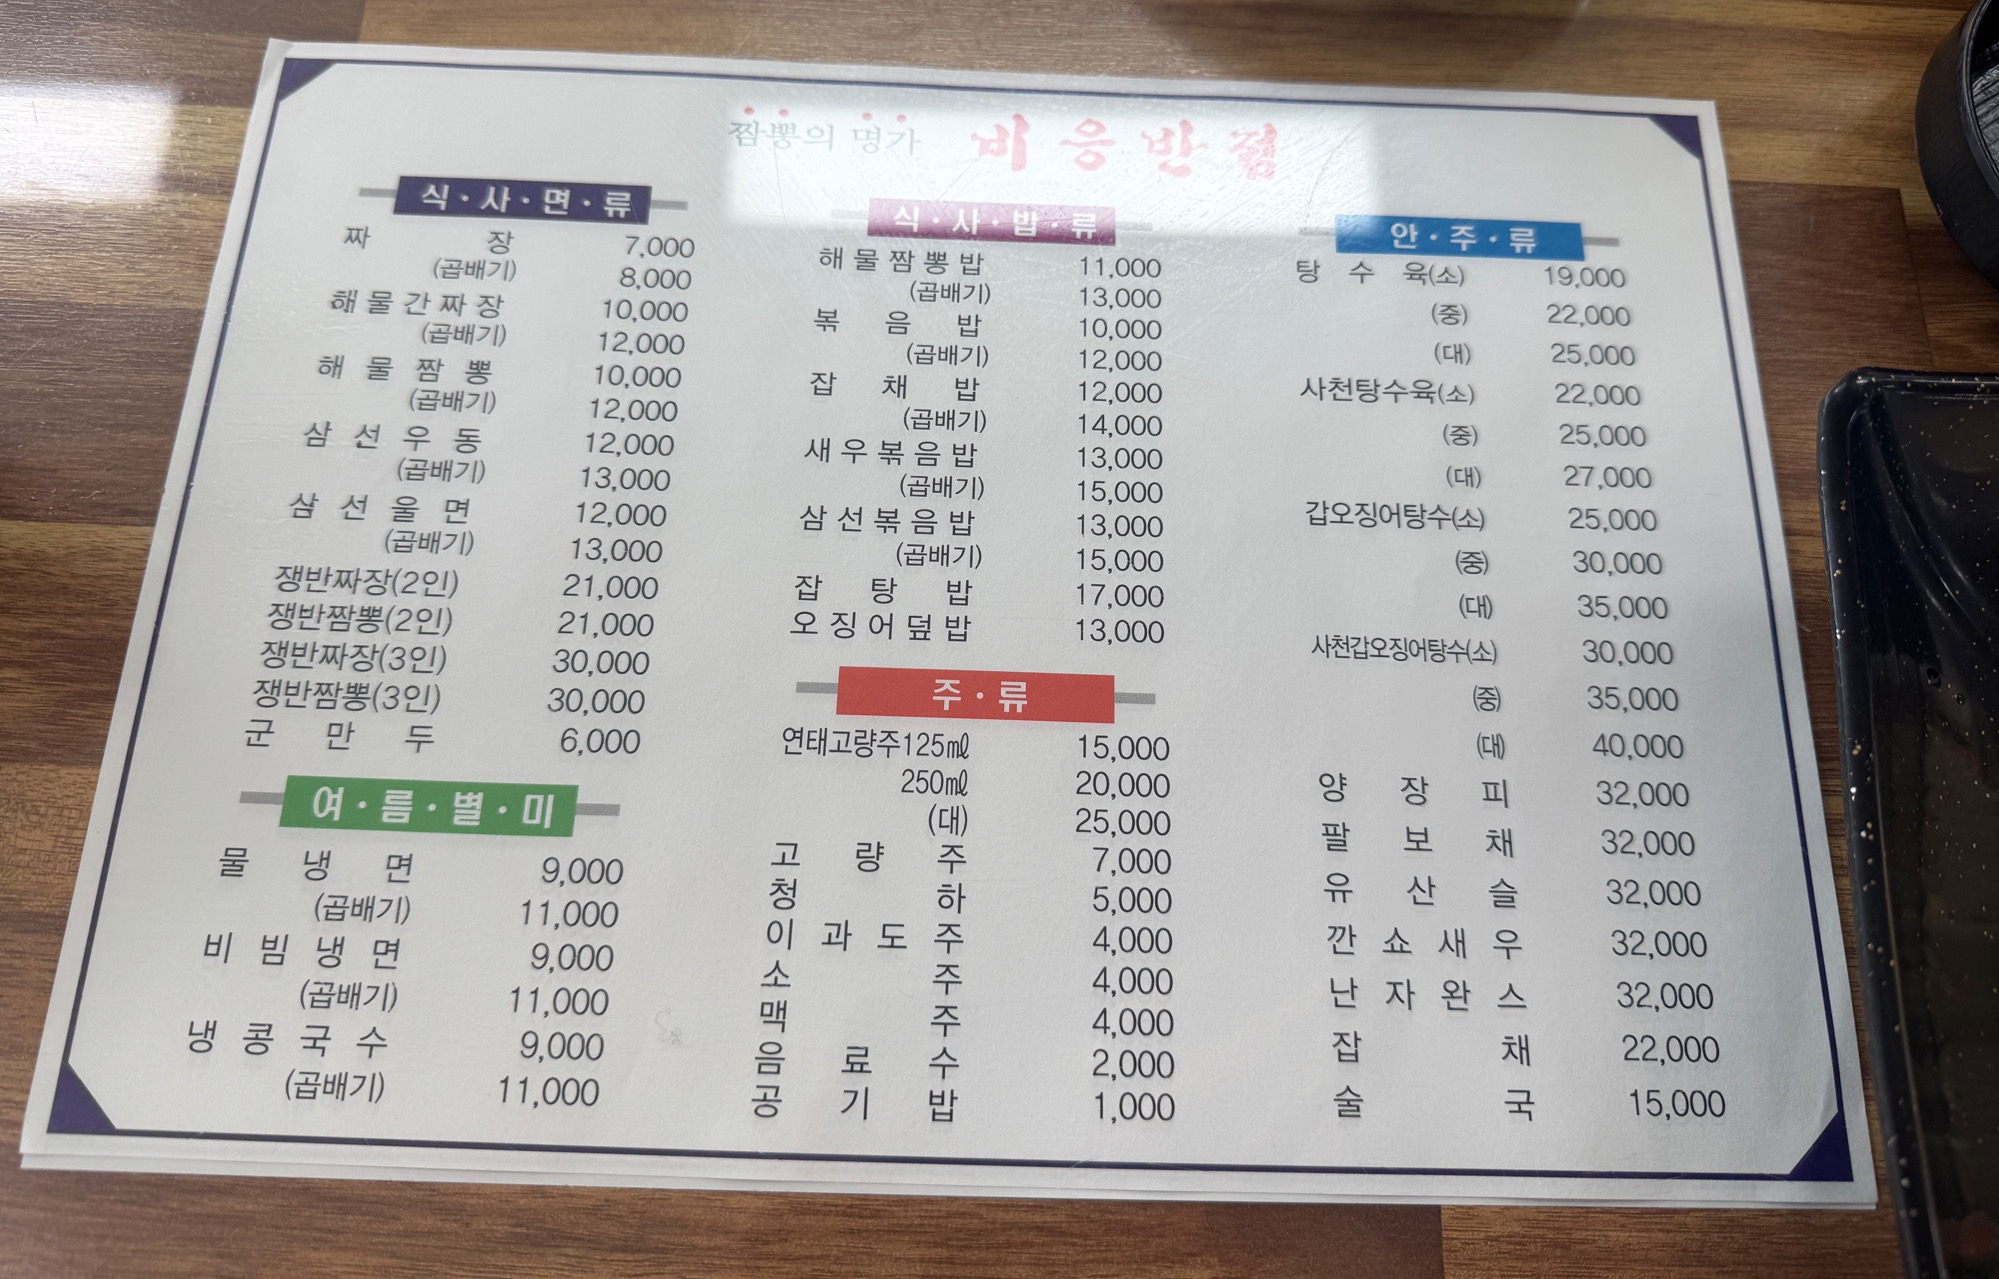 짬뽕의 명가 비응반점
식·사·면·류
짜장 7,000
(곱배기) 8,000
해물간짜장 10,000
(곱배기) 12,000
해물짬뽕 10,000
(곱배기) 12,000
삼선우동 12,000
(곱배기) 13,000
삼선울면 12,000
(곱배기) 13,000
쟁반짜장(2인) 21,000
쟁반짬뽕(2인) 21,000
쟁반짜장(3인) 30,000
쟁반짬뽕(3인) 30,000
군만두 6,000
여·름·별·미
물냉면 9,000
(곱배기) 11,000
비빔냉면 9,000
(곱배기) 11,000
냉콩국수 9,000
(곱배기) 11,000
식·사·밥·류
해물짬뽕밥 11,000
(곱배기) 13,000
볶음밥 10,000
(곱배기) 12,000
잡채밥 12,000
(곱배기) 14,000
새우볶음밥 13,000
(곱배기) 15,000
삼선볶음밥 13,000
(곱배기) 15,000
잡탕밥 17,000
오징어덮밥 13,000
주·류
연태고량주125㎖ 15,000
250㎖ 20,000
(대) 25,000
고량주 7,000
청하 5,000
이과도주 4,000
소주 4,000
맥주 4,000
음료수 2,000
공기밥 1,000
안·주·류
탕수육(소) 19,000
(중) 22,000
(대) 25,000
사천탕수육(소) 22,000
(중) 25,000
(대) 27,000
갑오징어탕수(소) 25,000
(중) 30,000
(대) 35,000
사천갑오징어탕수(소) 30,000
(중) 35,000
(대) 40,000
양장피 32,000
팔보채 32,000
유산슬 32,000
깐쇼새우 32,000
난자완스 32,000
잡채 22,000
술국 15,000